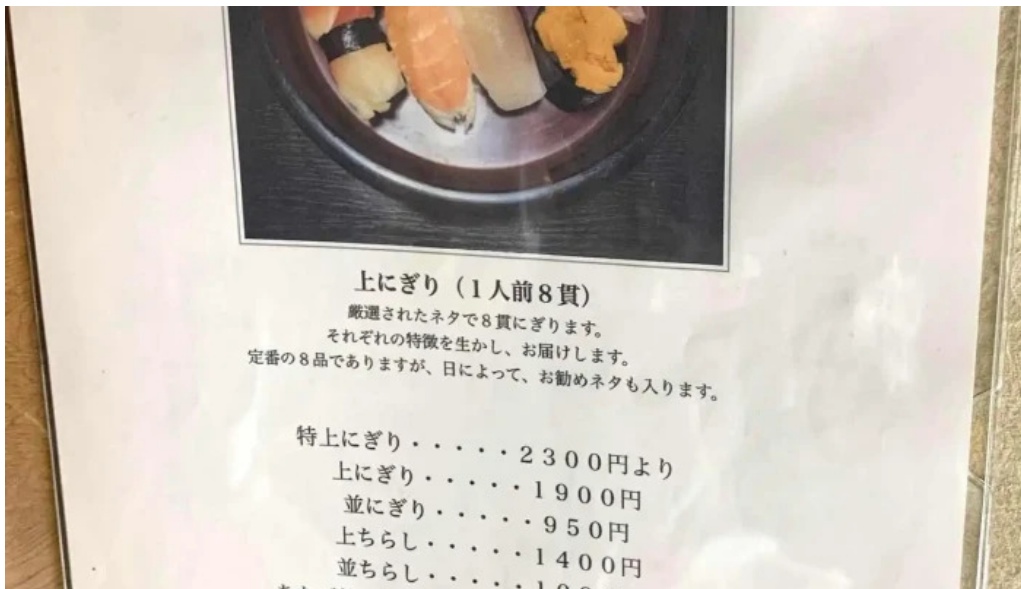 上にぎり（１人前８貫）
厳選されたネタで８貫にぎります。
それぞれの特徴を生かし、お届けします。
定番の８品でありますが、日によって、お勧めネタも入ります。
特上にぎり・・・・・２３００円より
上にぎり・・・・・１９００円
並にぎり・・・・・９５０円
上ちらし・・・・・１４００円
並ちらし・・・・・